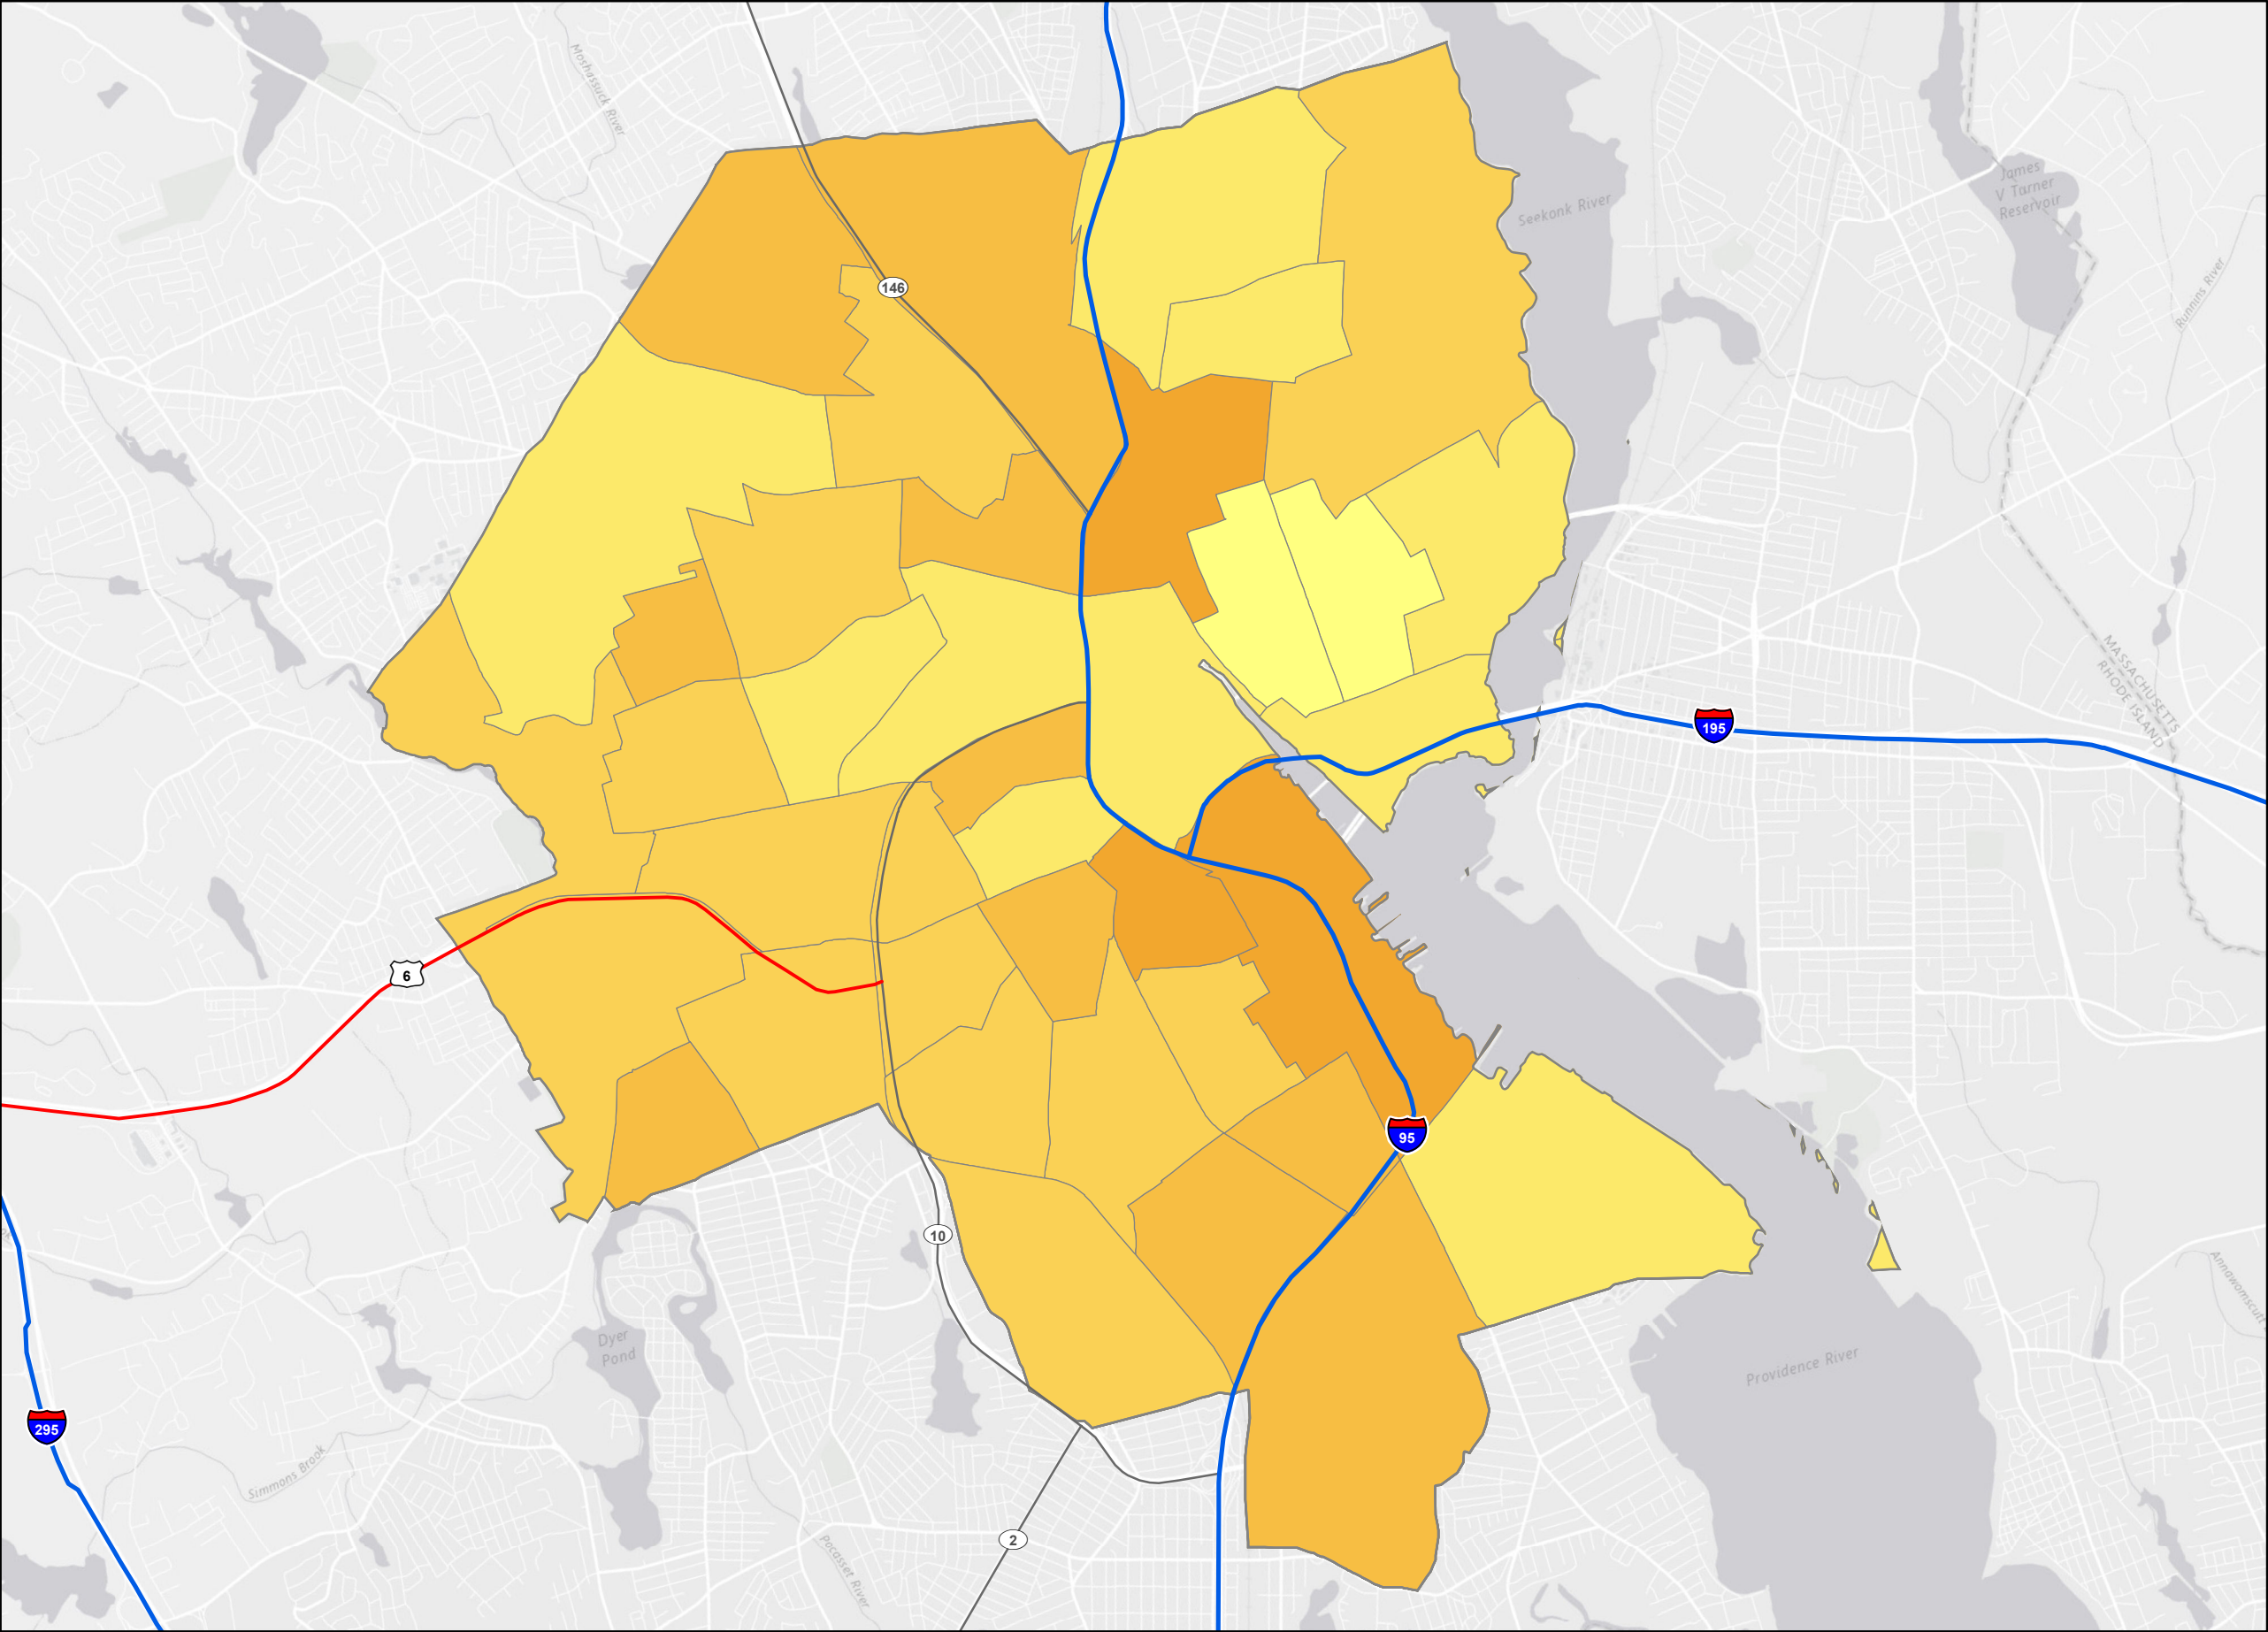 Moshassuck River
James
V Turner
Reservoir
Seekonk River
146
Runnins River
MASSACHUSETTS
RHODE ISLAND
195
6
95
10
Dyer
Pond
Providence River
295
Simmons Brook
2
Pocasset River